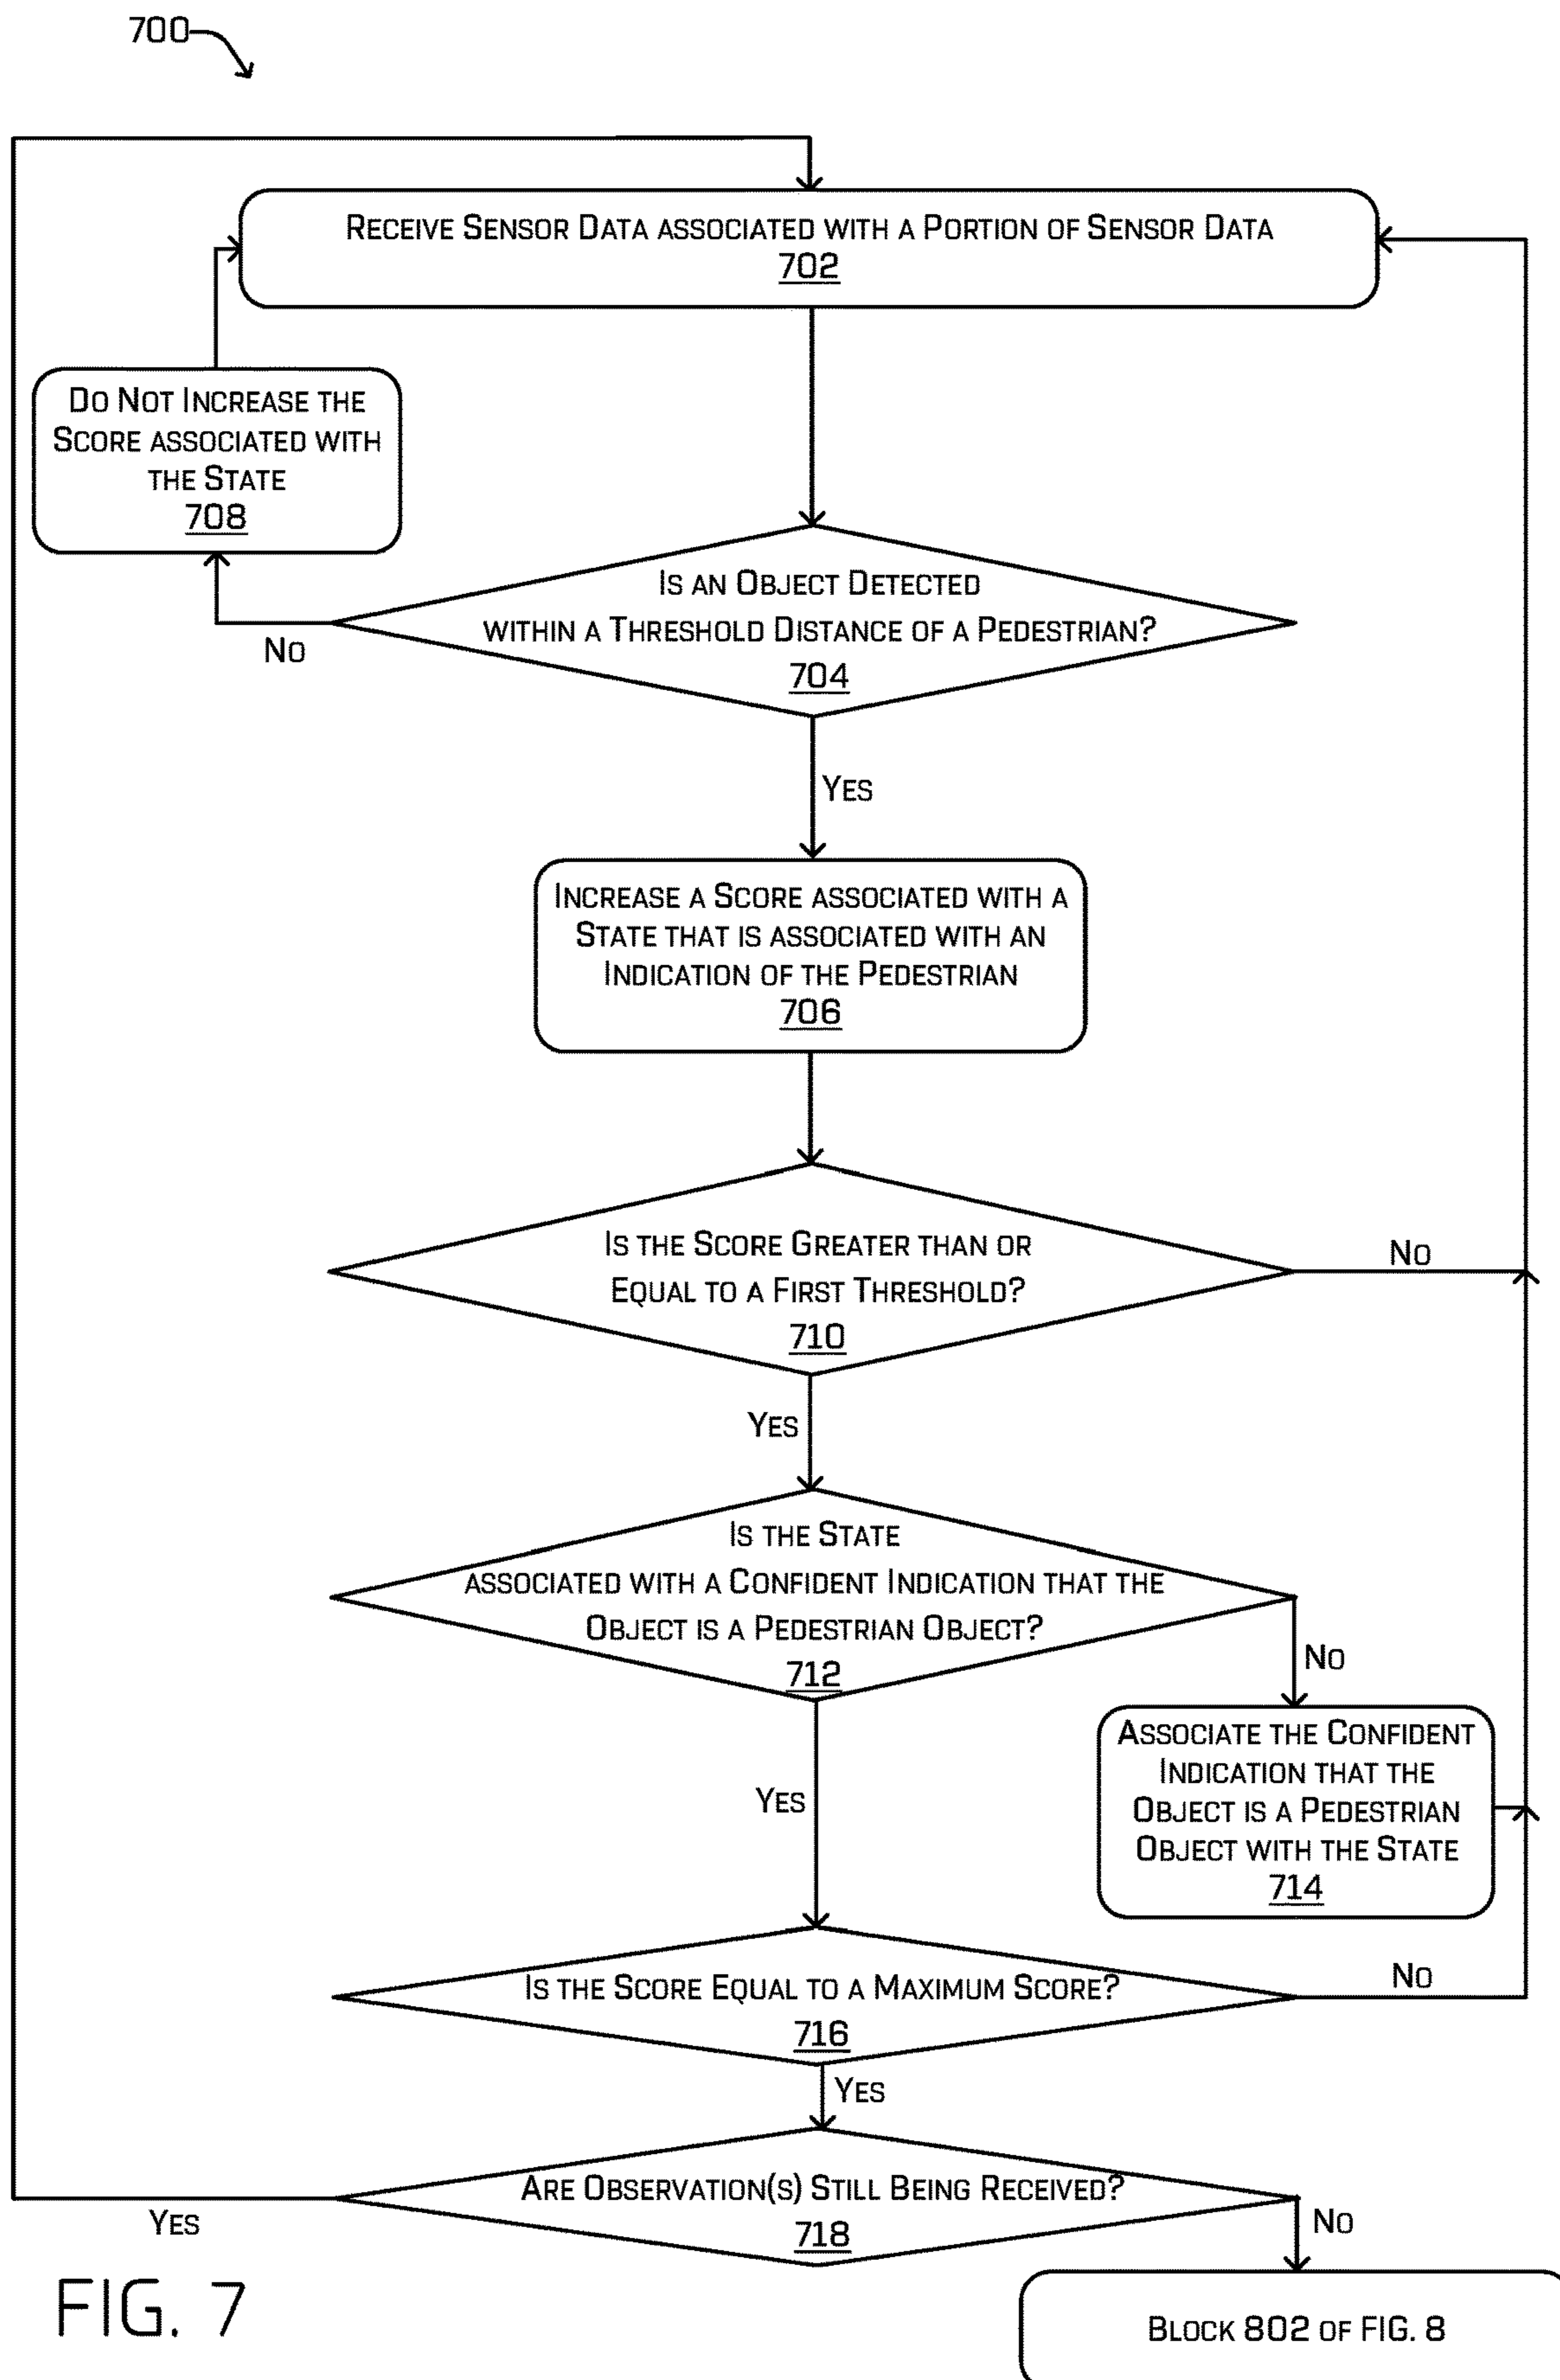 700
Receive Sensor Data associated with a Portion of Sensor Data
702
Do Not Increase the
Score associated with
the State
708
Is an Object Detected
within a Threshold Distance of a Pedestrian?
704
No
Yes
Increase a Score associated with a
State that is associated with an
Indication of the Pedestrian
706
Is the Score Greater than or
Equal to a First Threshold?
710
No
Yes
Is the State
associated with a Confident Indication that the
Object is a Pedestrian Object?
712
No
Yes
Associate the Confident
Indication that the
Object is a Pedestrian
Object with the State
714
Is the Score Equal to a Maximum Score?
716
No
Yes
Are Observation(s) Still Being Received?
718
Yes
No
Block 802 of FIG. 8
FIG. 7